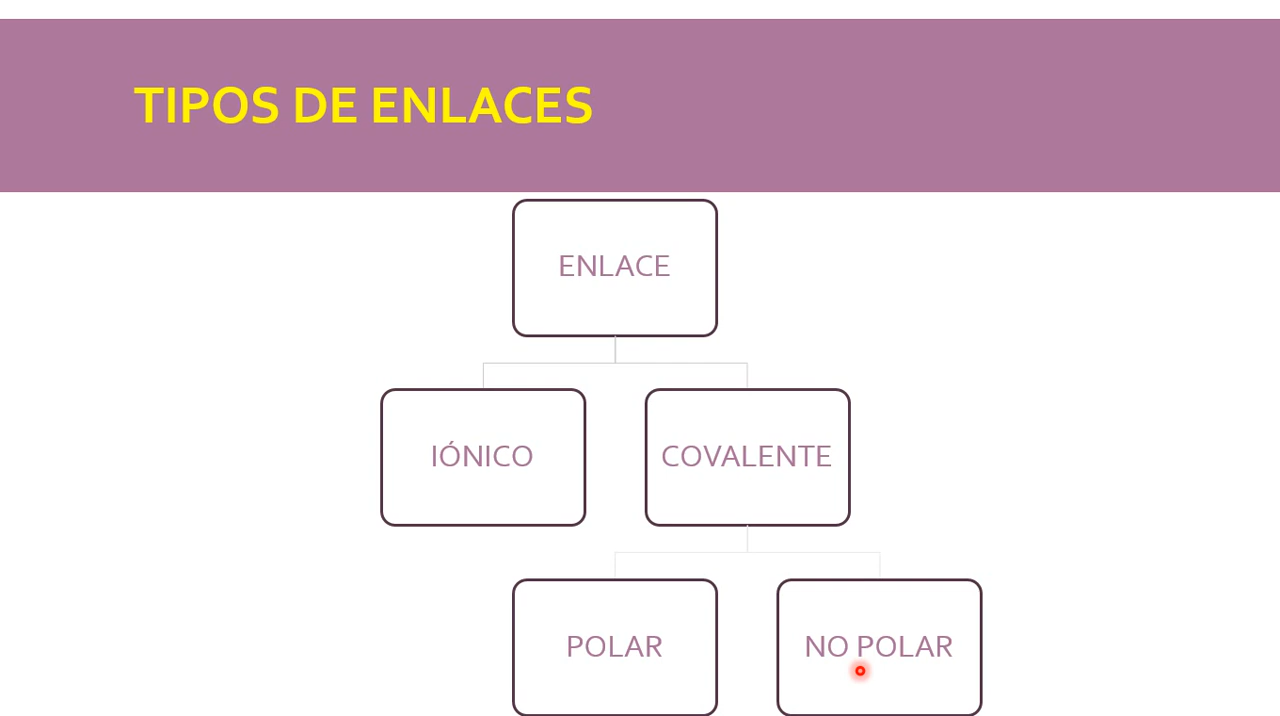 TIPOS DE ENLACES
ENLACE
IÓNICO
COVALENTE
POLAR
NO POLAR